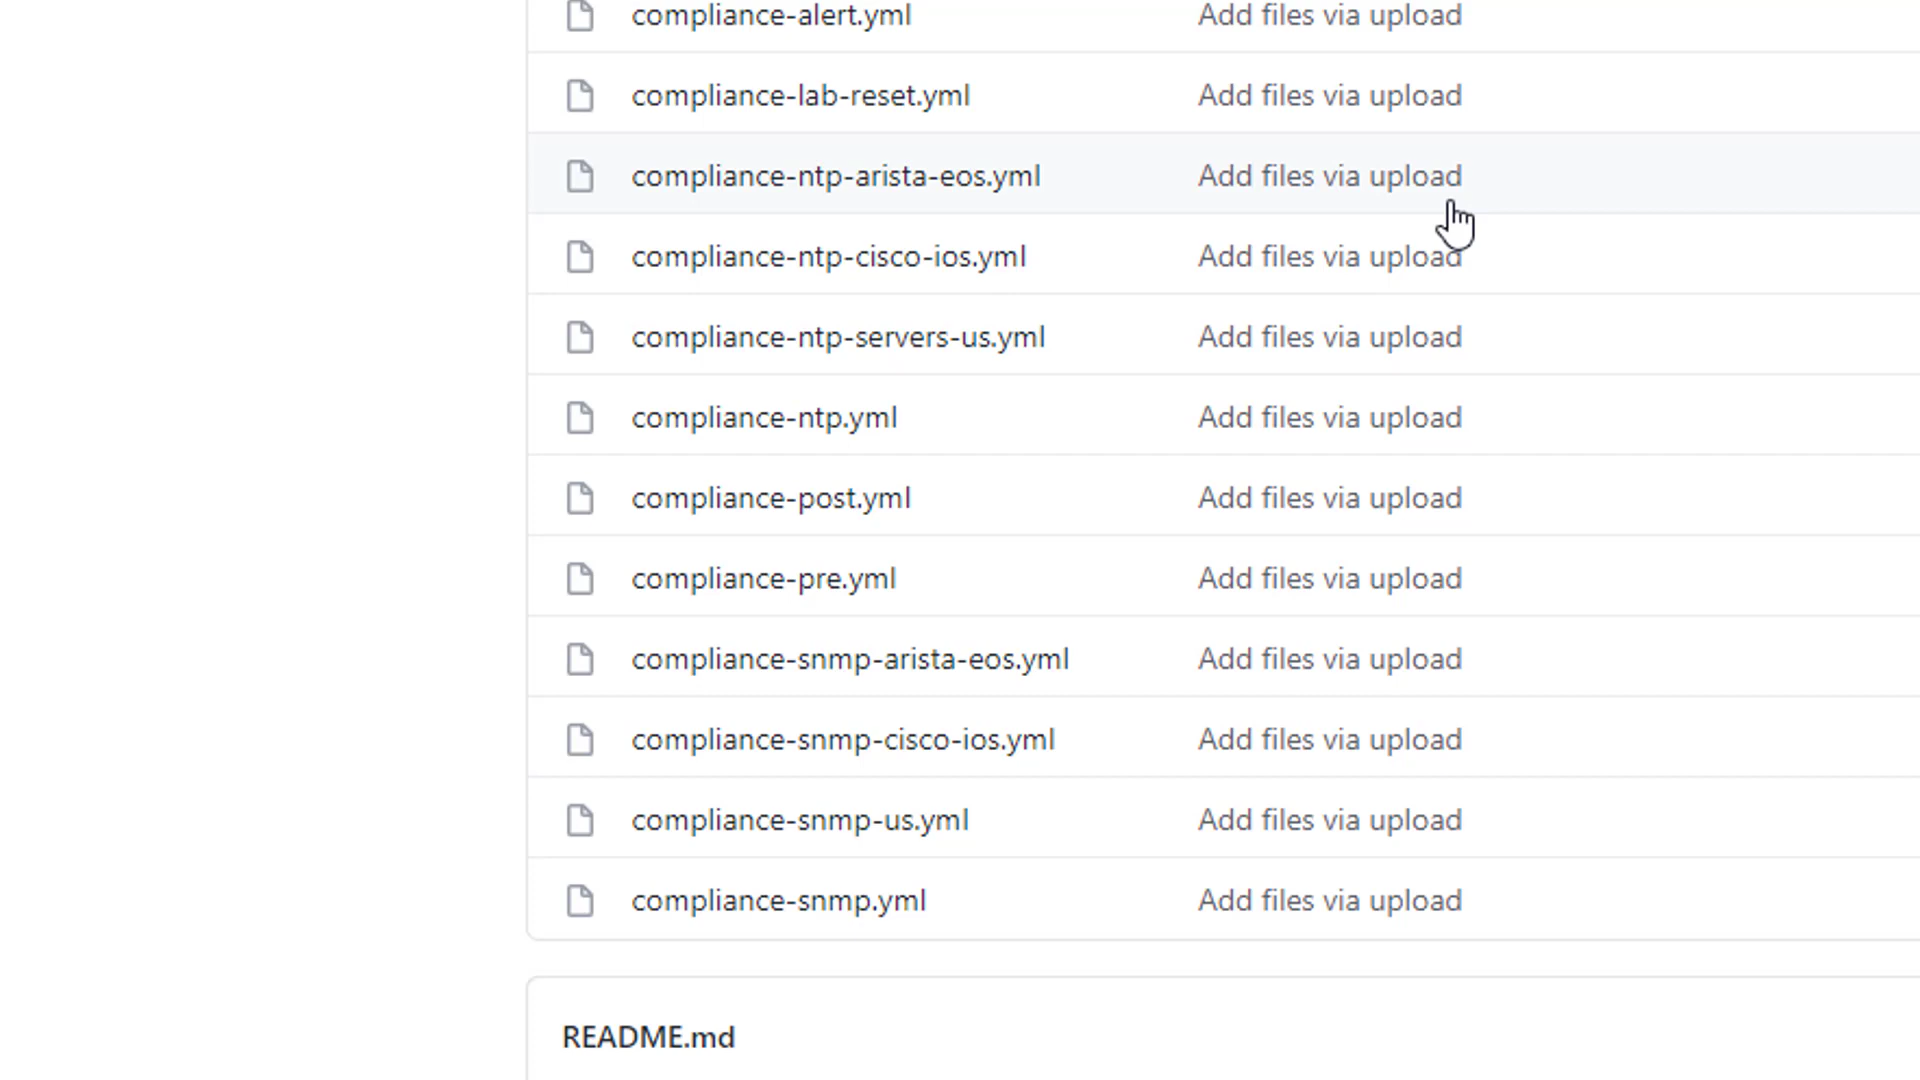 compliance-alert.yml Add files via upload
compliance-lab-reset.yml Add files via upload
compliance-ntp-arista-eos.yml Add files via upload
compliance-ntp-cisco-ios.yml Add files via upload
compliance-ntp-servers-us.yml Add files via upload
compliance-ntp.yml Add files via upload
compliance-post.yml Add files via upload
compliance-pre.yml Add files via upload
compliance-snmp-arista-eos.yml Add files via upload
compliance-snmp-cisco-ios.yml Add files via upload
compliance-snmp-us.yml Add files via upload
compliance-snmp.yml Add files via upload
README.md